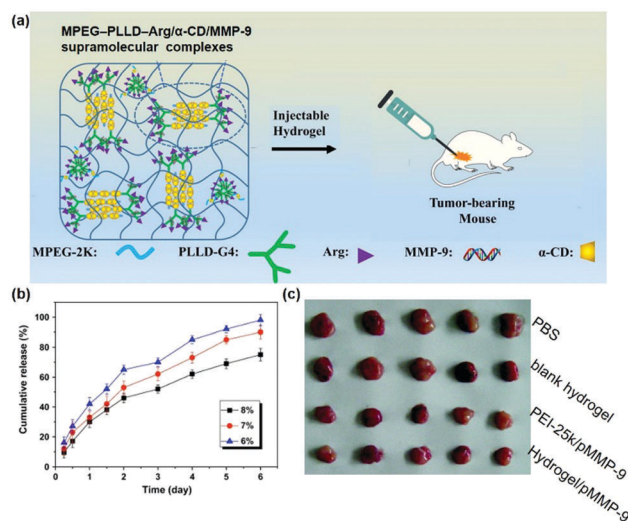 (a)
MPEG–PLLD–Arg/α-CD/MMP-9
supramolecular complexes
Injectable
Hydrogel
Tumor-bearing
Mouse
MPEG-2K: PLLD-G4: Arg: MMP-9: α-CD:
(b)
Cumulative release (%)
100
80
60
40
20
0
8%
7%
6%
0 1 2 3 4 5 6
Time (day)
(c)
PBS
blank hydrogel
PEI-25k/pMMP-9
Hydrogel/pMMP-9